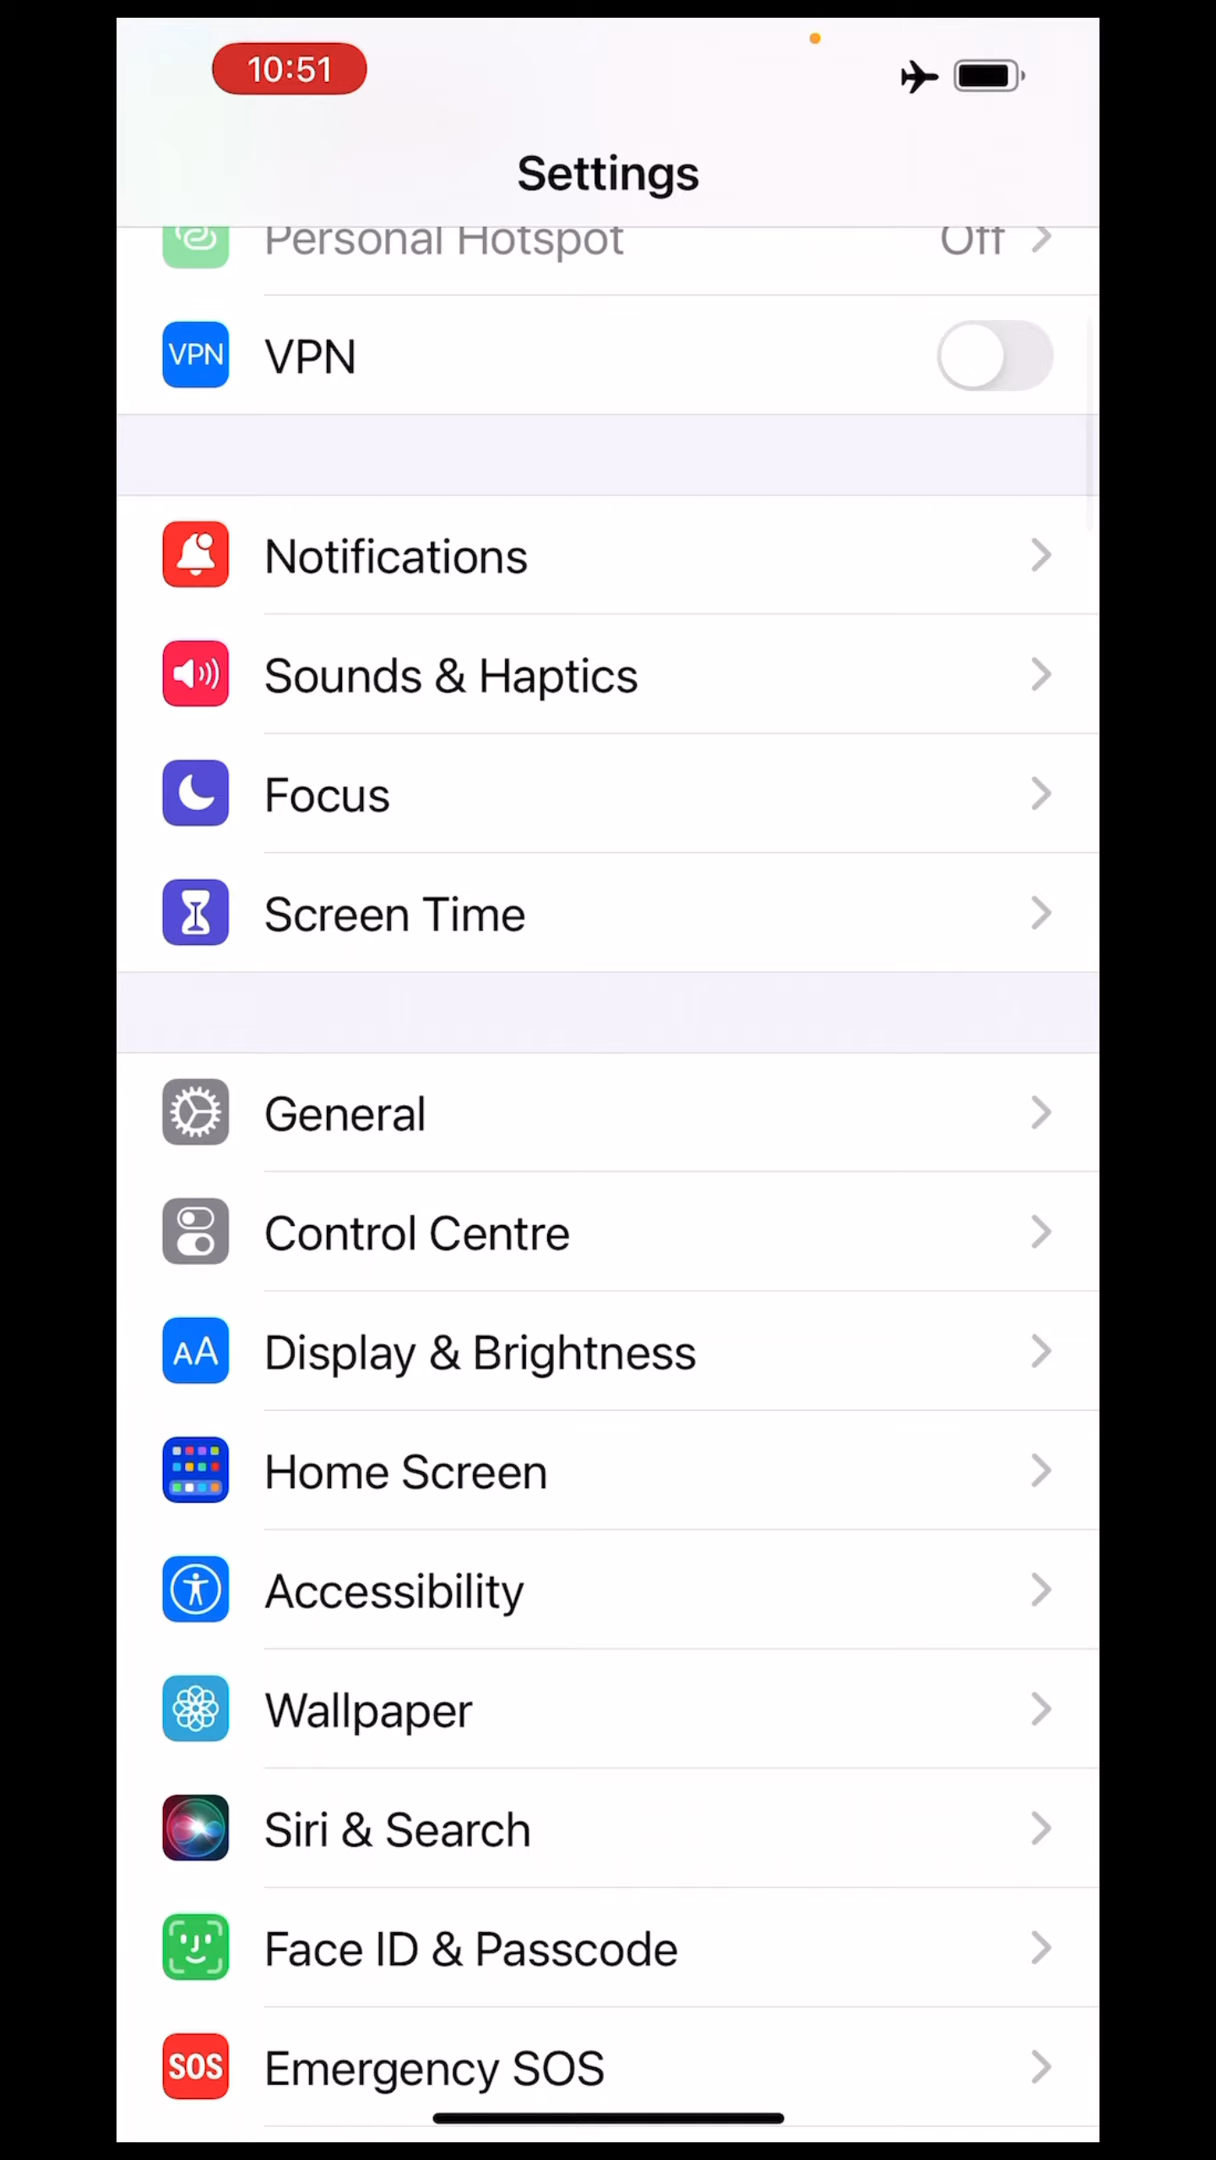 10:51
Settings
Personal Hotspot Off
VPN VPN
Notifications
Sounds & Haptics
Focus
Screen Time
General
Control Centre
AA Display & Brightness
Home Screen
Accessibility
Wallpaper
Siri & Search
Face ID & Passcode
SOS Emergency SOS